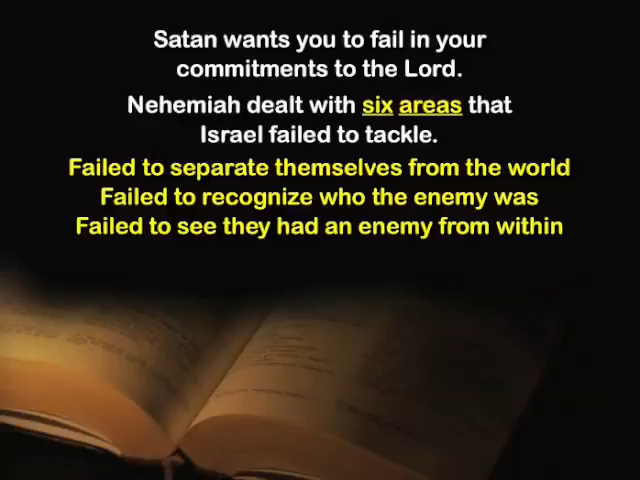 Satan wants you to fail in your
commitments to the Lord.
Nehemiah dealt with six areas that
Israel failed to tackle.
Failed to separate themselves from the world
Failed to recognize who the enemy was
Failed to see they had an enemy from within